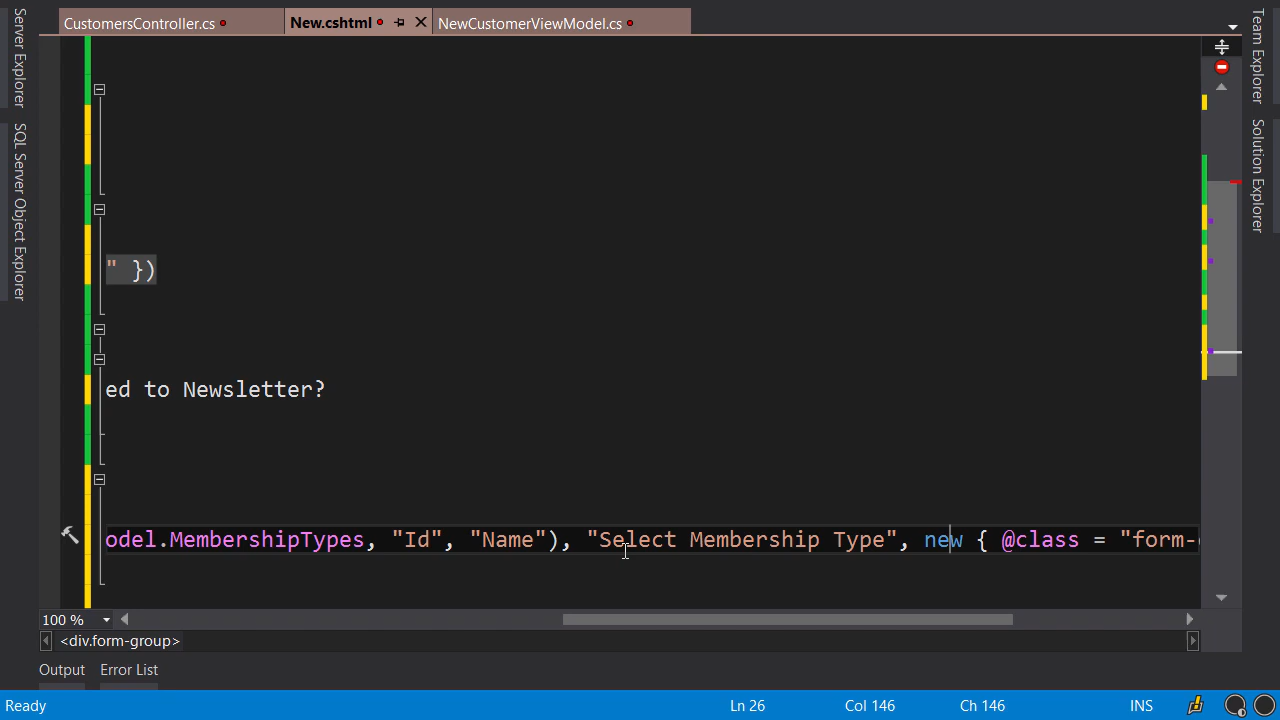 CustomersController.cs
New.cshtml
NewCustomerViewModel.cs
Server Explorer
SQL Server Object Explorer
Team Explorer
Solution Explorer
" })
ed to Newsletter?
odel.MembershipTypes, "Id", "Name"), "Select Membership Type", new { @class = "form-
100 %
<div.form-group>
Output Error List
Ready Ln 26 Col 146 Ch 146 INS